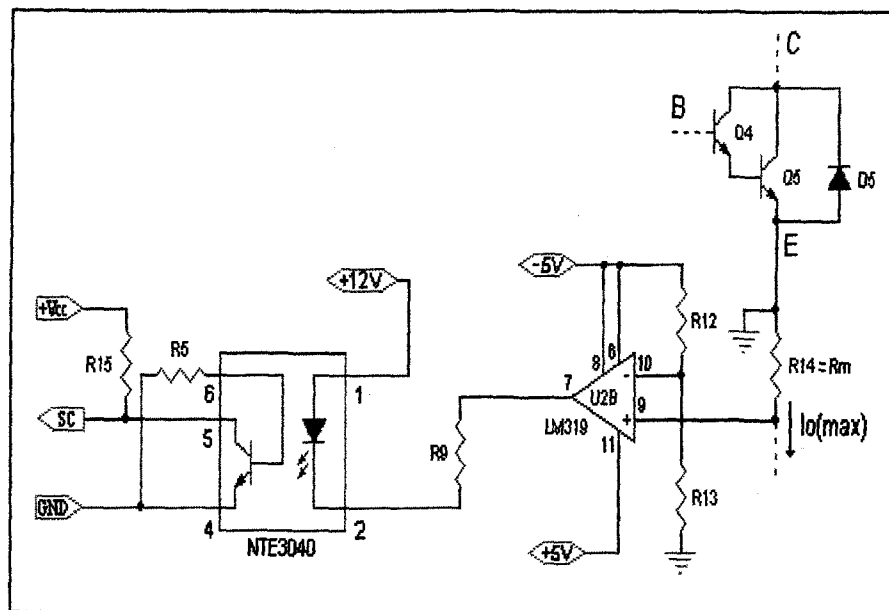 C
B
Q4
Q5
D5
E
-5V
+12V
+Vcc
R12
R15
R5
6
1
8
6
10
7
-
U2B
9
R14 = Rm
SC
5
LM319
+
11
Io(max)
R9
R13
GND
4
2
NTE3040
+5V